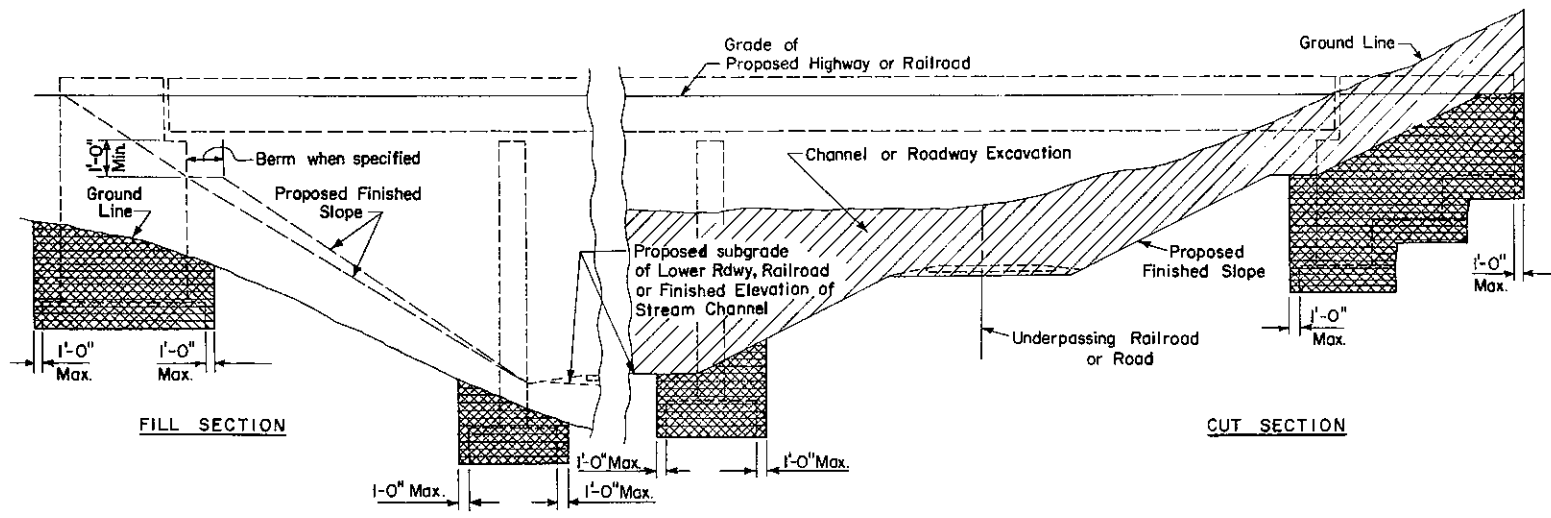 Grade of
Proposed Highway or Railroad
Ground Line
1'-0"
Min.
Berm when specified
Channel or Roadway Excavation
Ground
Line
Proposed Finished
Slope
Proposed subgrade
of Lower Rdwy, Railroad
or Finished Elevation of
Stream Channel
Proposed
Finished Slope
1'-0"
Max.
1'-0"
Max.
Underpassing Railroad
or Road
1'-0"
Max.
1'-0"
Max.
FILL SECTION
CUT SECTION
1'-0" Max.
1'-0" Max.
1-0" Max.
1'-0" Max.